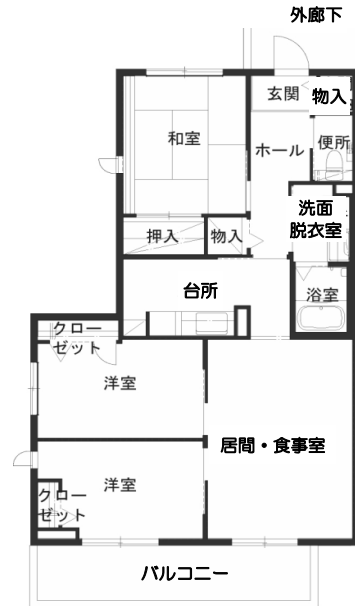 外廊下
玄関
物入
和室
ホール
便所
洗面
脱衣室
押入
物入
台所
浴室
クロー
ゼット
洋室
居間・食事室
洋室
クロー
ゼット
バルコニー